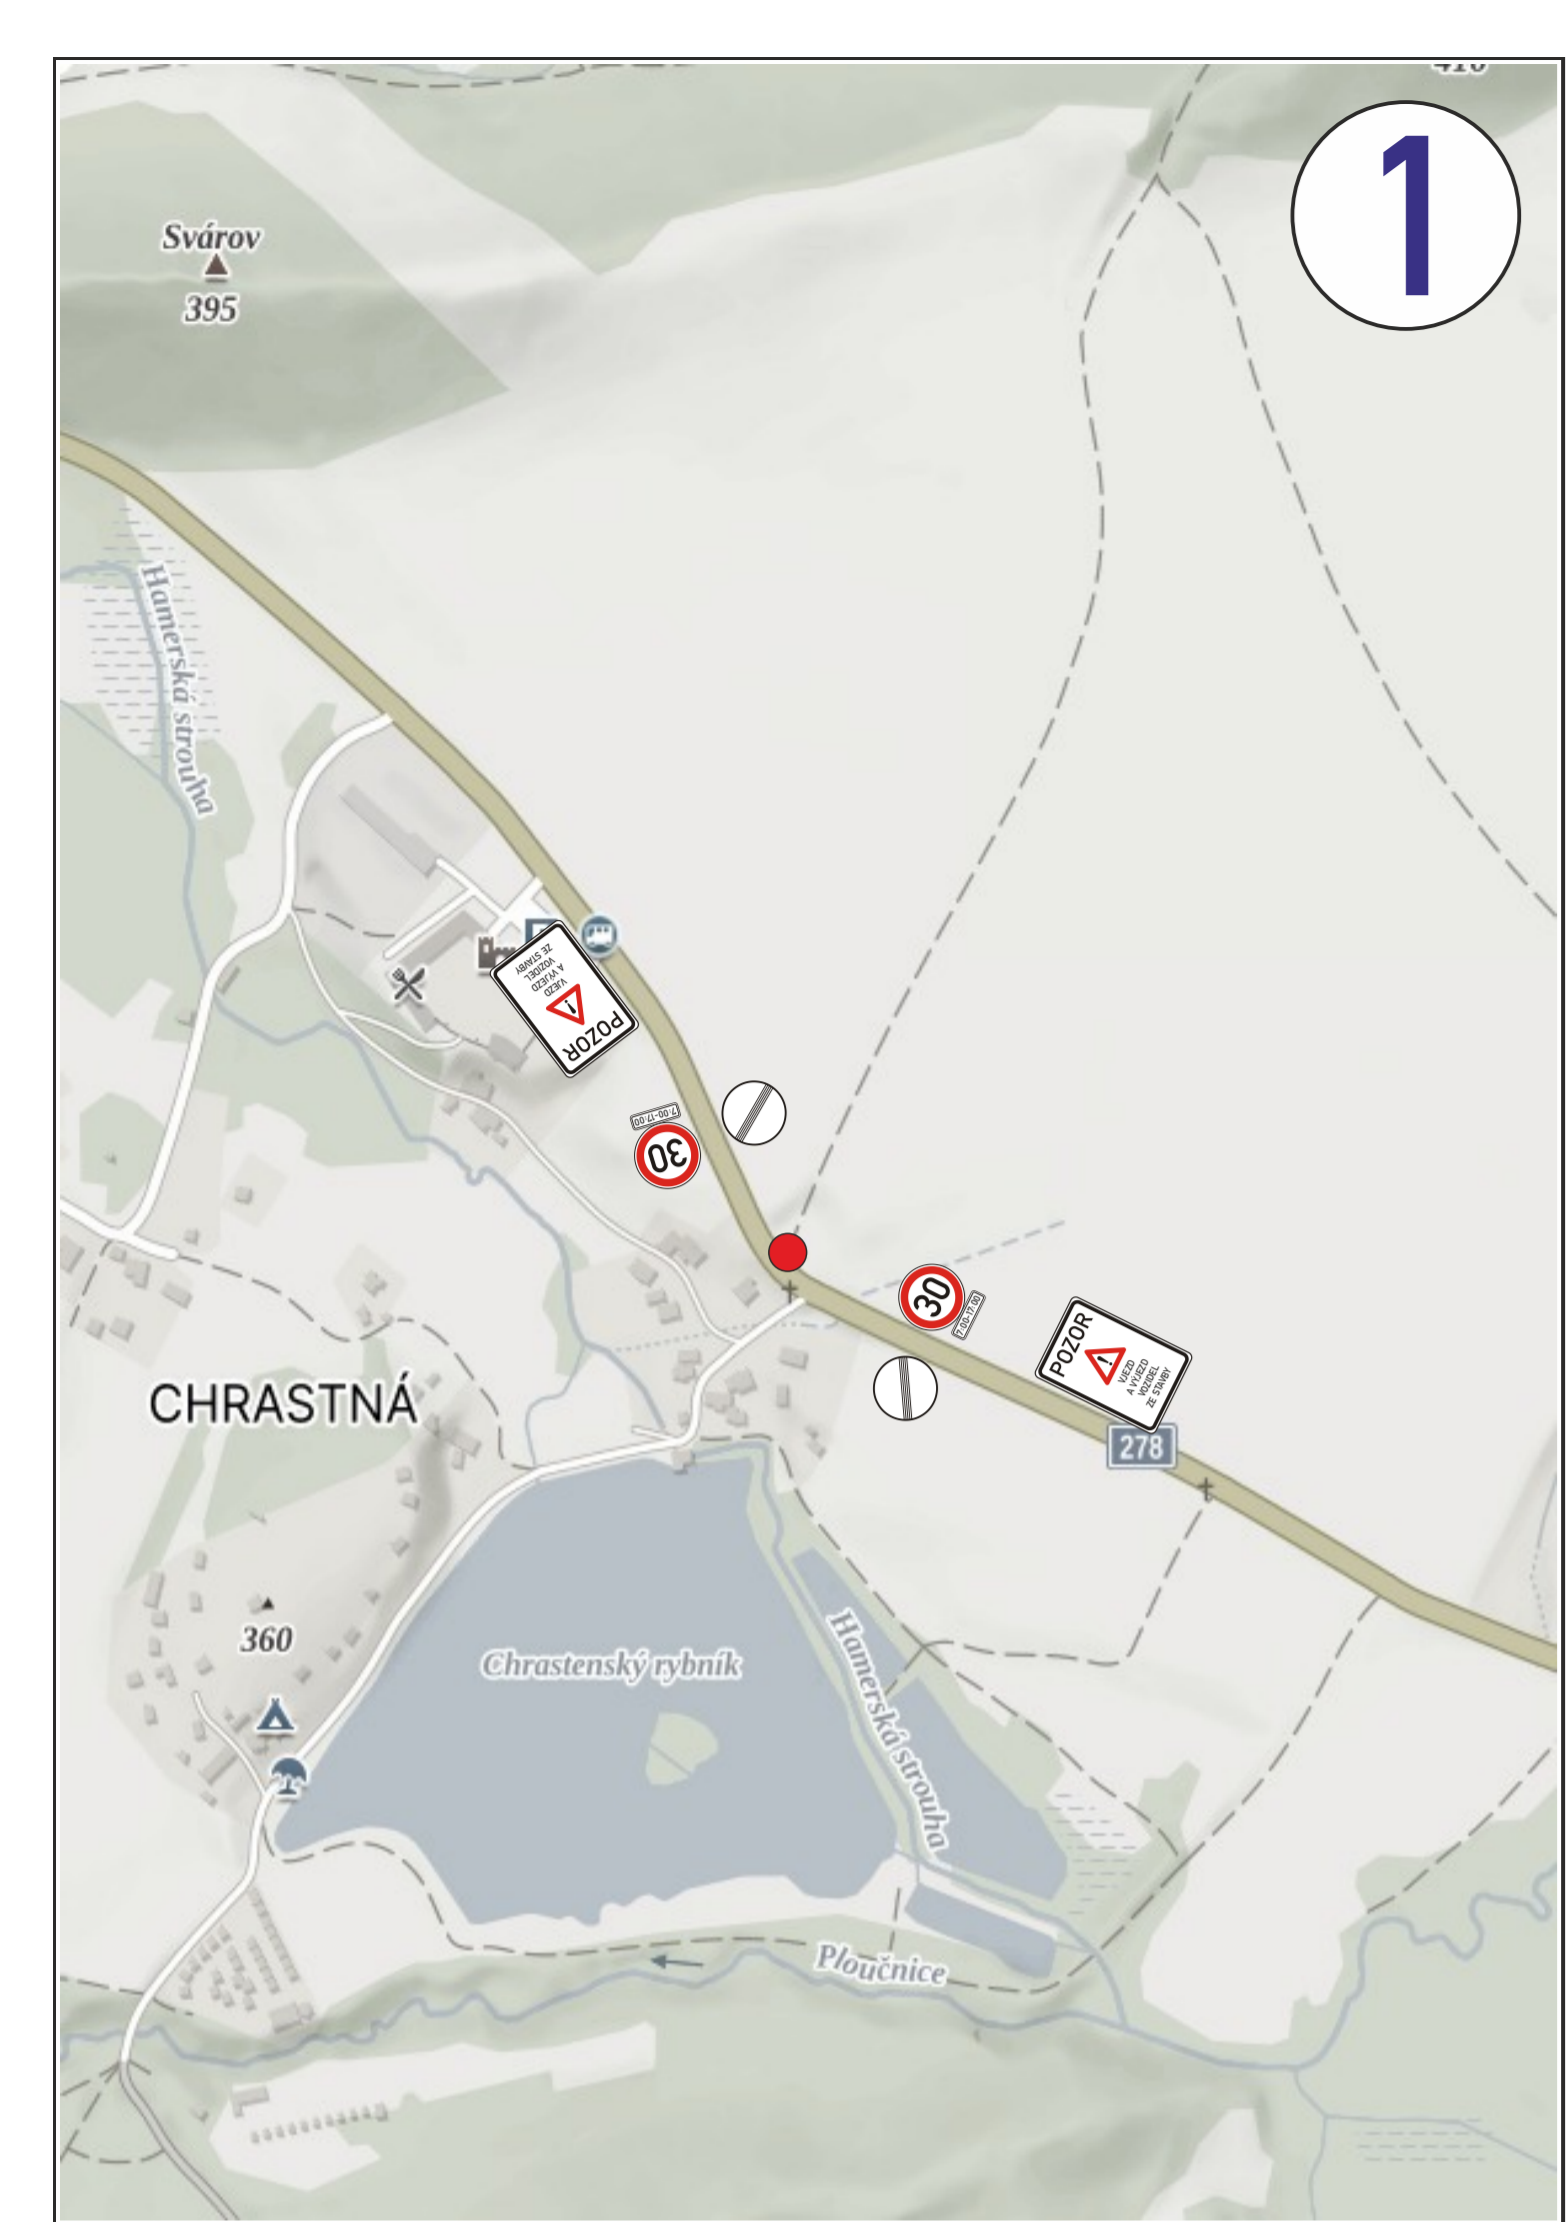 1
Svárov
395
Hamerská strouha
POZOR
VJEZD
A VÝJEZD
VOZIDEL
ZE STAVBY
7:00-17:00
30
30
7:00-17:00
POZOR
VJEZD
A VÝJEZD
VOZIDEL
ZE STAVBY
278
CHRASTNÁ
360
Chrastenský rybník
Hamerská strouha
Ploučnice